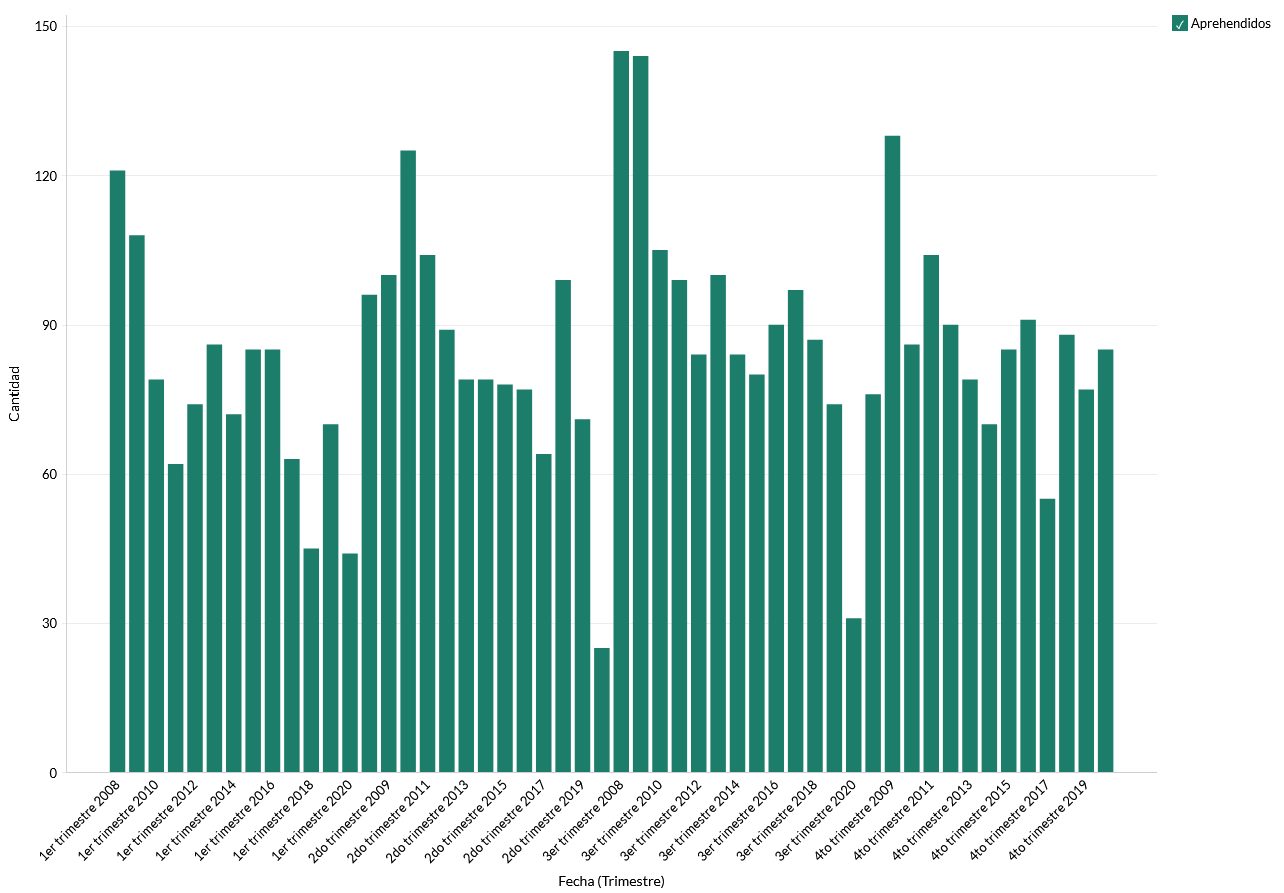 Aprehendidos
150
120
90
60
30
0
Cantidad
1er trimestre 2008
1er trimestre 2010
1er trimestre 2012
1er trimestre 2014
1er trimestre 2016
1er trimestre 2018
1er trimestre 2020
2do trimestre 2009
2do trimestre 2011
2do trimestre 2013
2do trimestre 2015
2do trimestre 2017
2do trimestre 2019
3er trimestre 2008
3er trimestre 2010
3er trimestre 2012
3er trimestre 2014
3er trimestre 2016
3er trimestre 2018
3er trimestre 2020
4to trimestre 2009
4to trimestre 2011
4to trimestre 2013
4to trimestre 2015
4to trimestre 2017
4to trimestre 2019
Fecha (Trimestre)